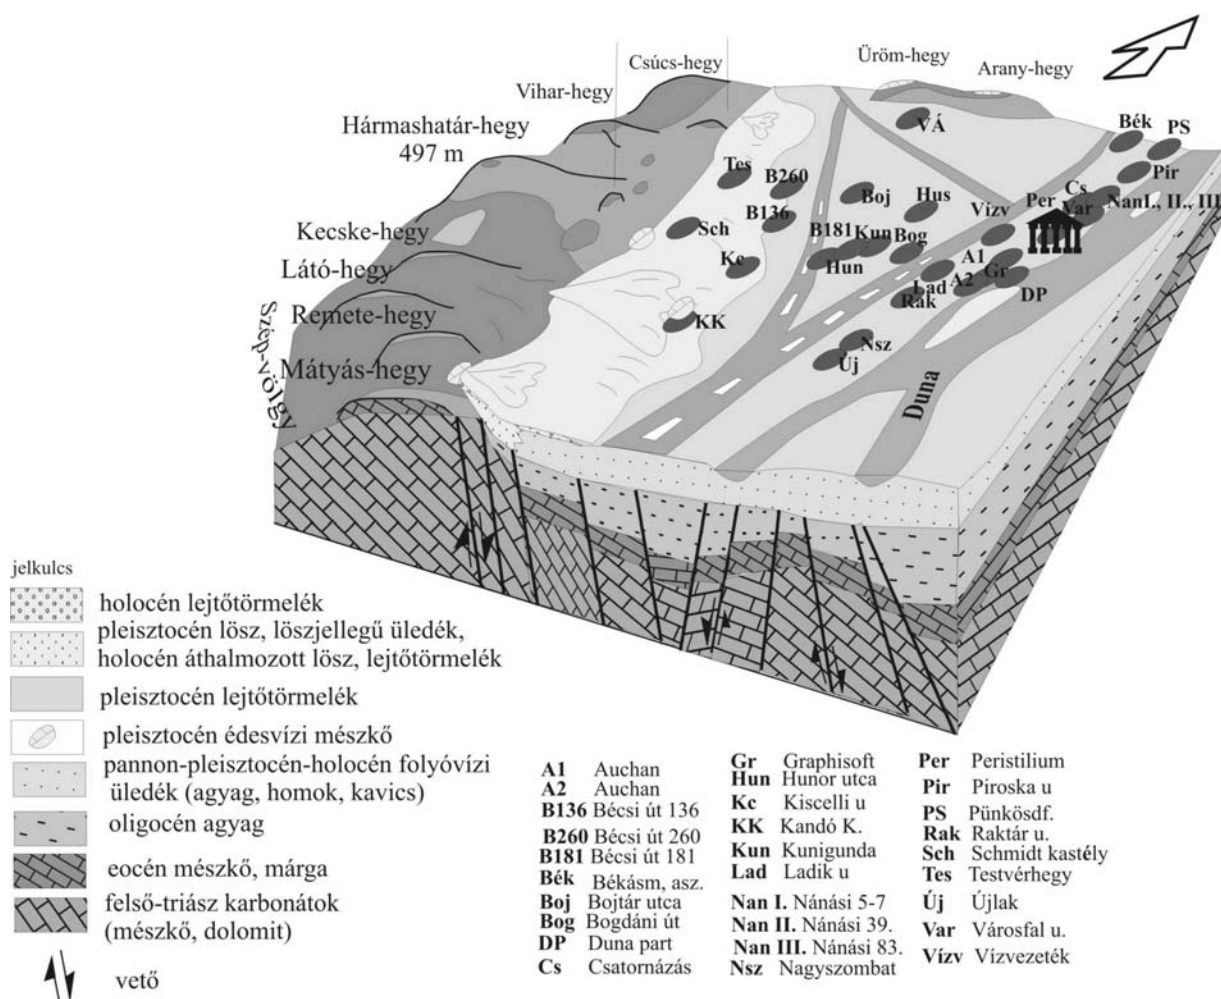 Csúcs-hegy
Üröm-hegy
Arany-hegy
Vihar-hegy
Hármashatár-hegy
497 m
Kecske-hegy
Látó-hegy
Remete-hegy
Mátyás-hegy
Szép-völgy
VÁ
Bék
PS
Pir
Tes
B260
Boj
Hus
Vízv
Per
Cs
Var
NanI., II., III
B136
Sch
B181
Kun
Bog
Kc
Hun
A1
Gr
Lad
A2
DP
Rak
KK
Nsz
Új
Duna
jelkulcs
holocén lejtőtörmelék
pleisztocén lösz, löszjellegű üledék,
holocén áthalmozott lösz, lejtőtörmelék
pleisztocén lejtőtörmelék
pleisztocén édesvízi mészkő
pannon-pleisztocén-holocén folyóvízi
üledék (agyag, homok, kavics)
oligocén agyag
eocén mészkő, márga
felső-triász karbonátok
(mészkő, dolomit)
vető
A1 Auchan
A2 Auchan
B136 Bécsi út 136
B260 Bécsi út 260
B181 Bécsi út 181
Bék Békásm, asz.
Boj Bojtár utca
Bog Bogdáni út
DP Duna part
Cs Csatornázás
Gr Graphisoft
Hun Hunor utca
Kc Kiscelli u
KK Kandó K.
Kun Kunigunda
Lad Ladik u
Nan I. Nánási 5-7
Nan II. Nánási 39.
Nan III. Nánási 83.
Nsz Nagyszombat
Per Peristilium
Pir Piroska u
PS Pünkösdf.
Rak Raktár u.
Sch Schmidt kastély
Tes Testvérhegy
Új Újlak
Var Városfal u.
Vízv Vízvezeték